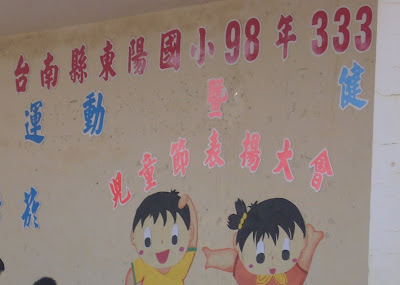 台南縣東陽國小98年333
運動
暨
健
兒童節表揚大會